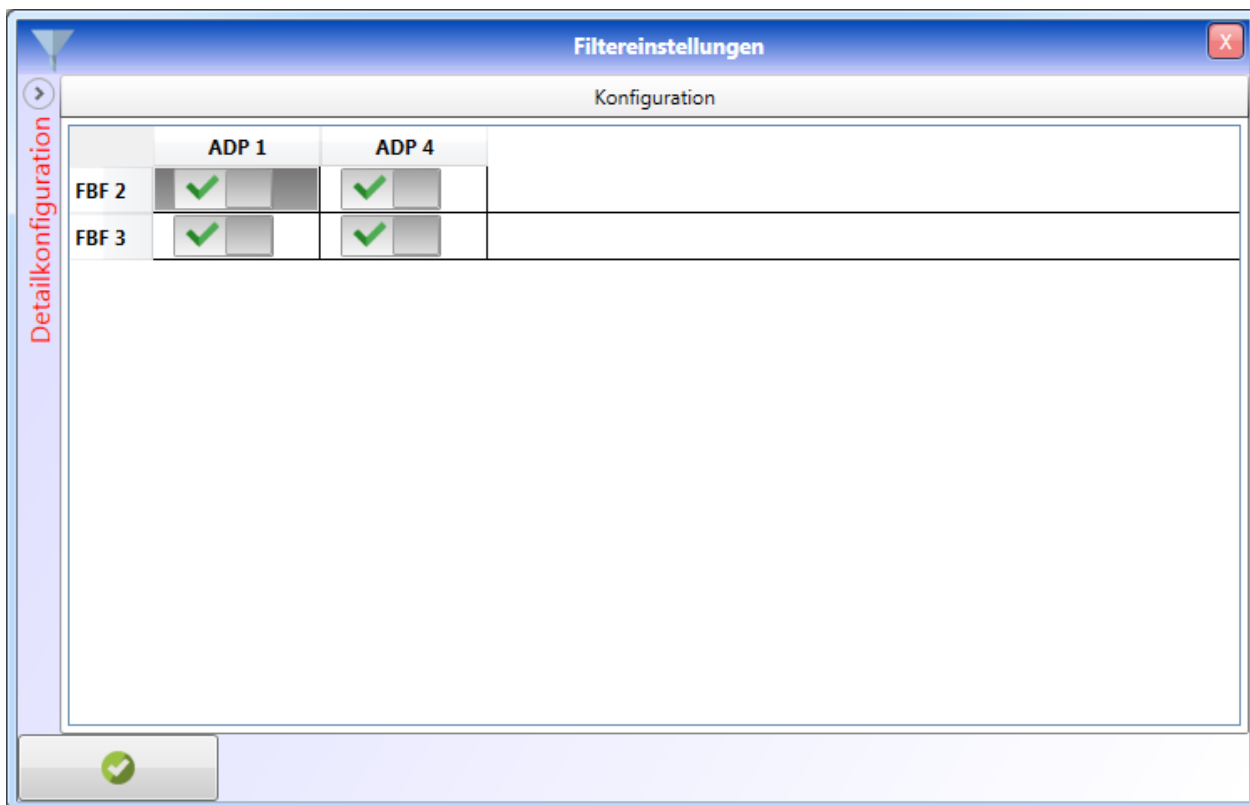 Filtereinstellungen
X
Konfiguration
Detailkonfiguration
ADP 1 ADP 4
FBF 2
FBF 3